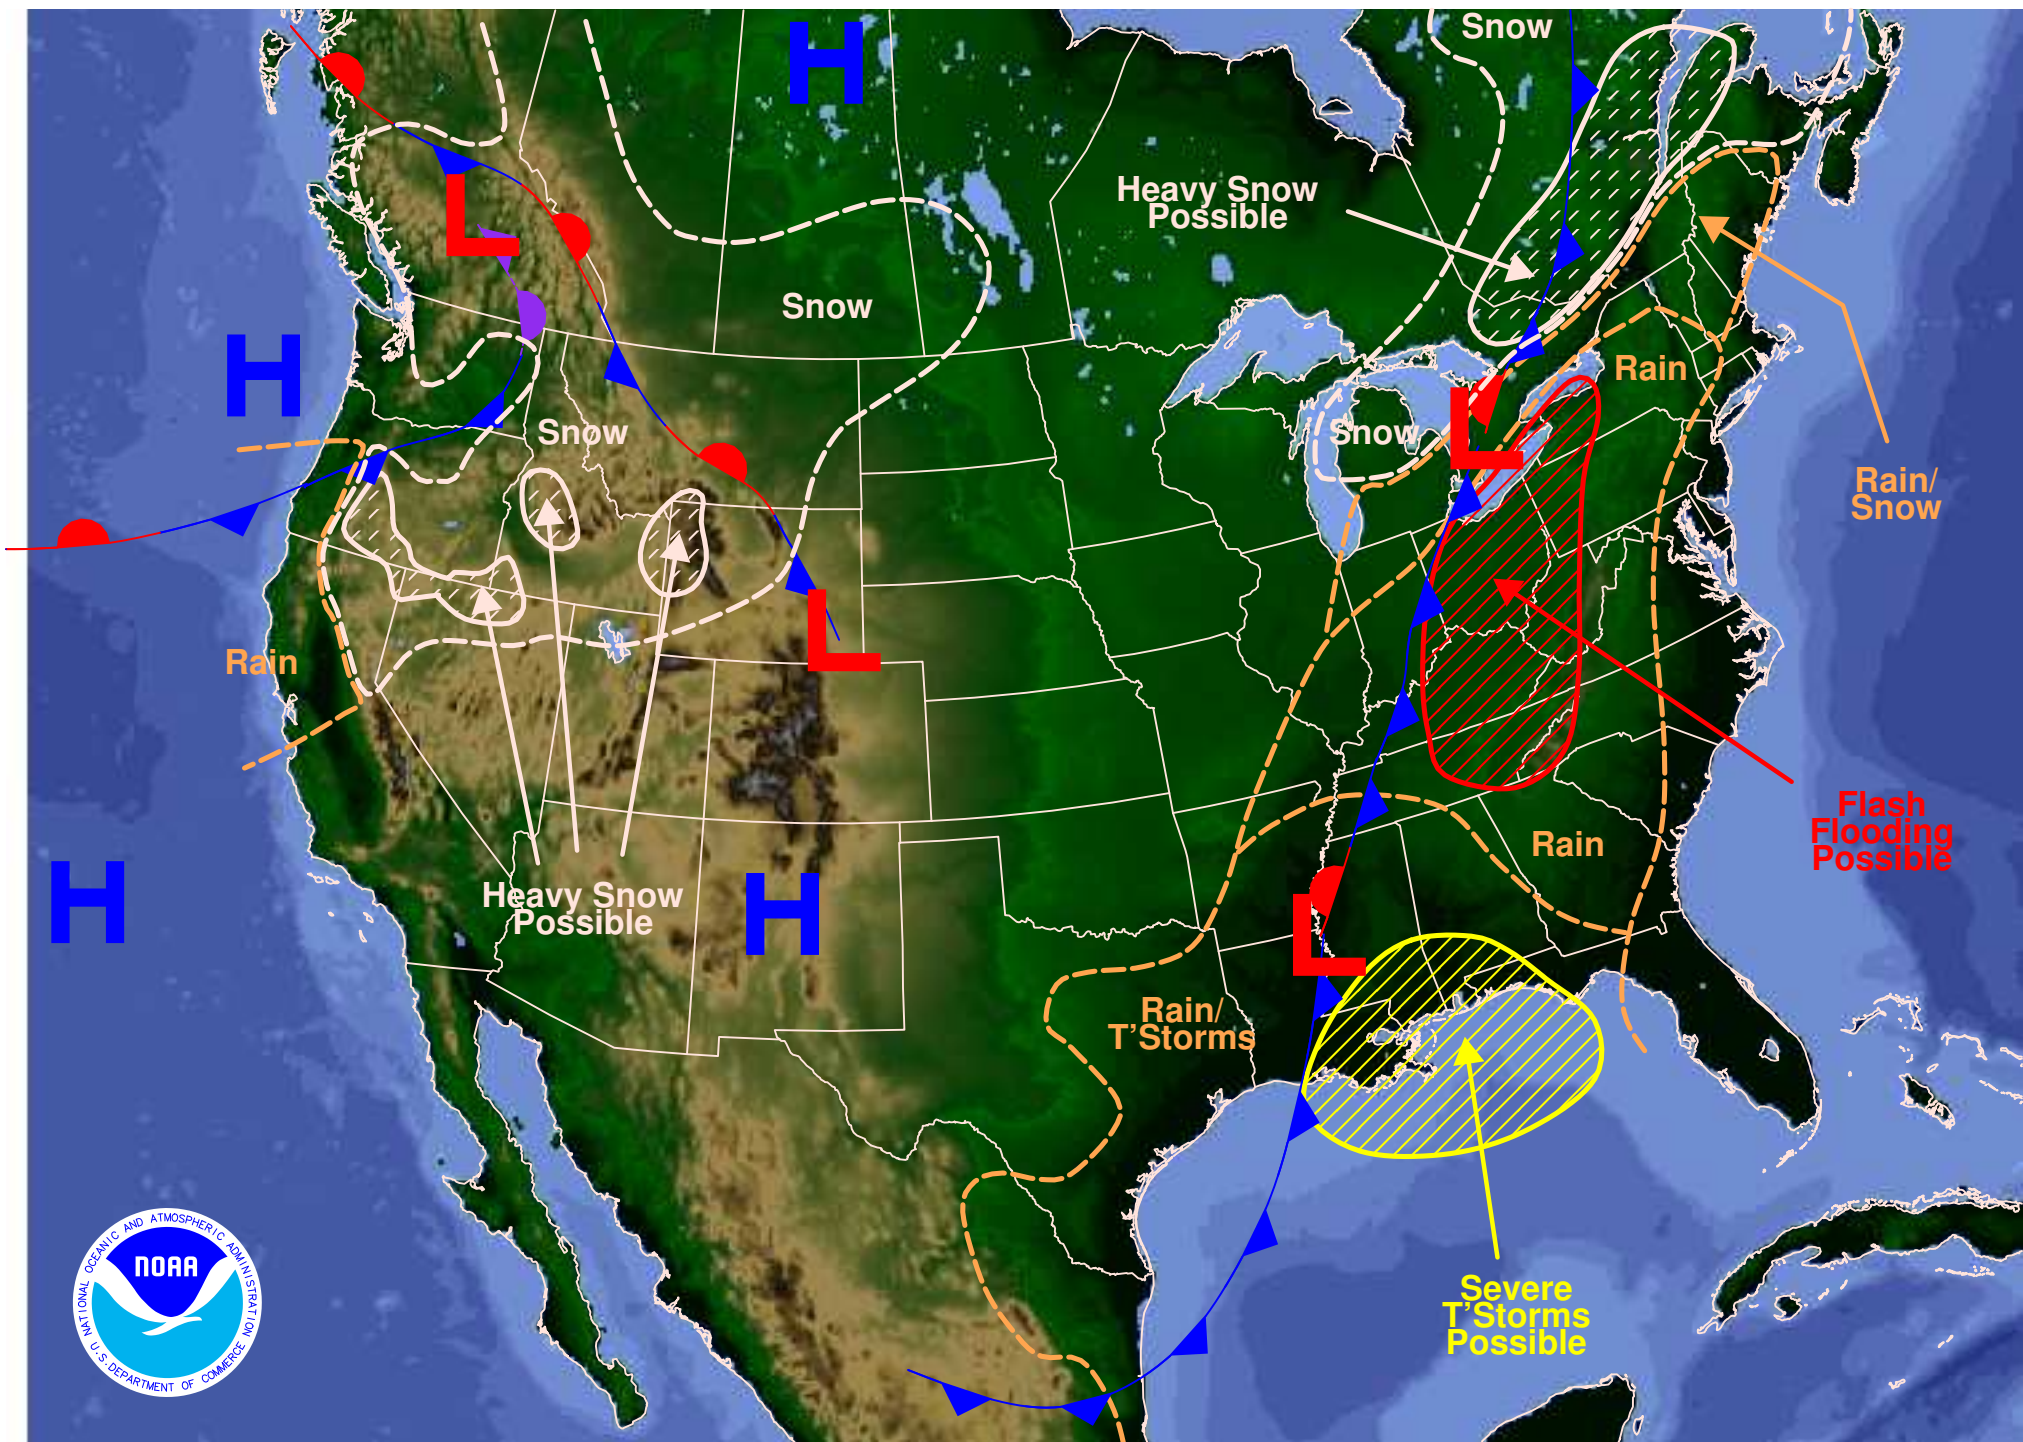 Snow
H
Heavy Snow
Possible
L
Snow
H
Rain
Snow
Snow
L
Rain/
Snow
Rain
L
Flash
Flooding
Possible
Rain
Heavy Snow
Possible
H
H
L
Rain/
T'Storms
Severe
T'Storms
Possible
NATIONAL OCEANIC AND ATMOSPHERIC ADMINISTRATION
NOAA
U.S. DEPARTMENT OF COMMERCE